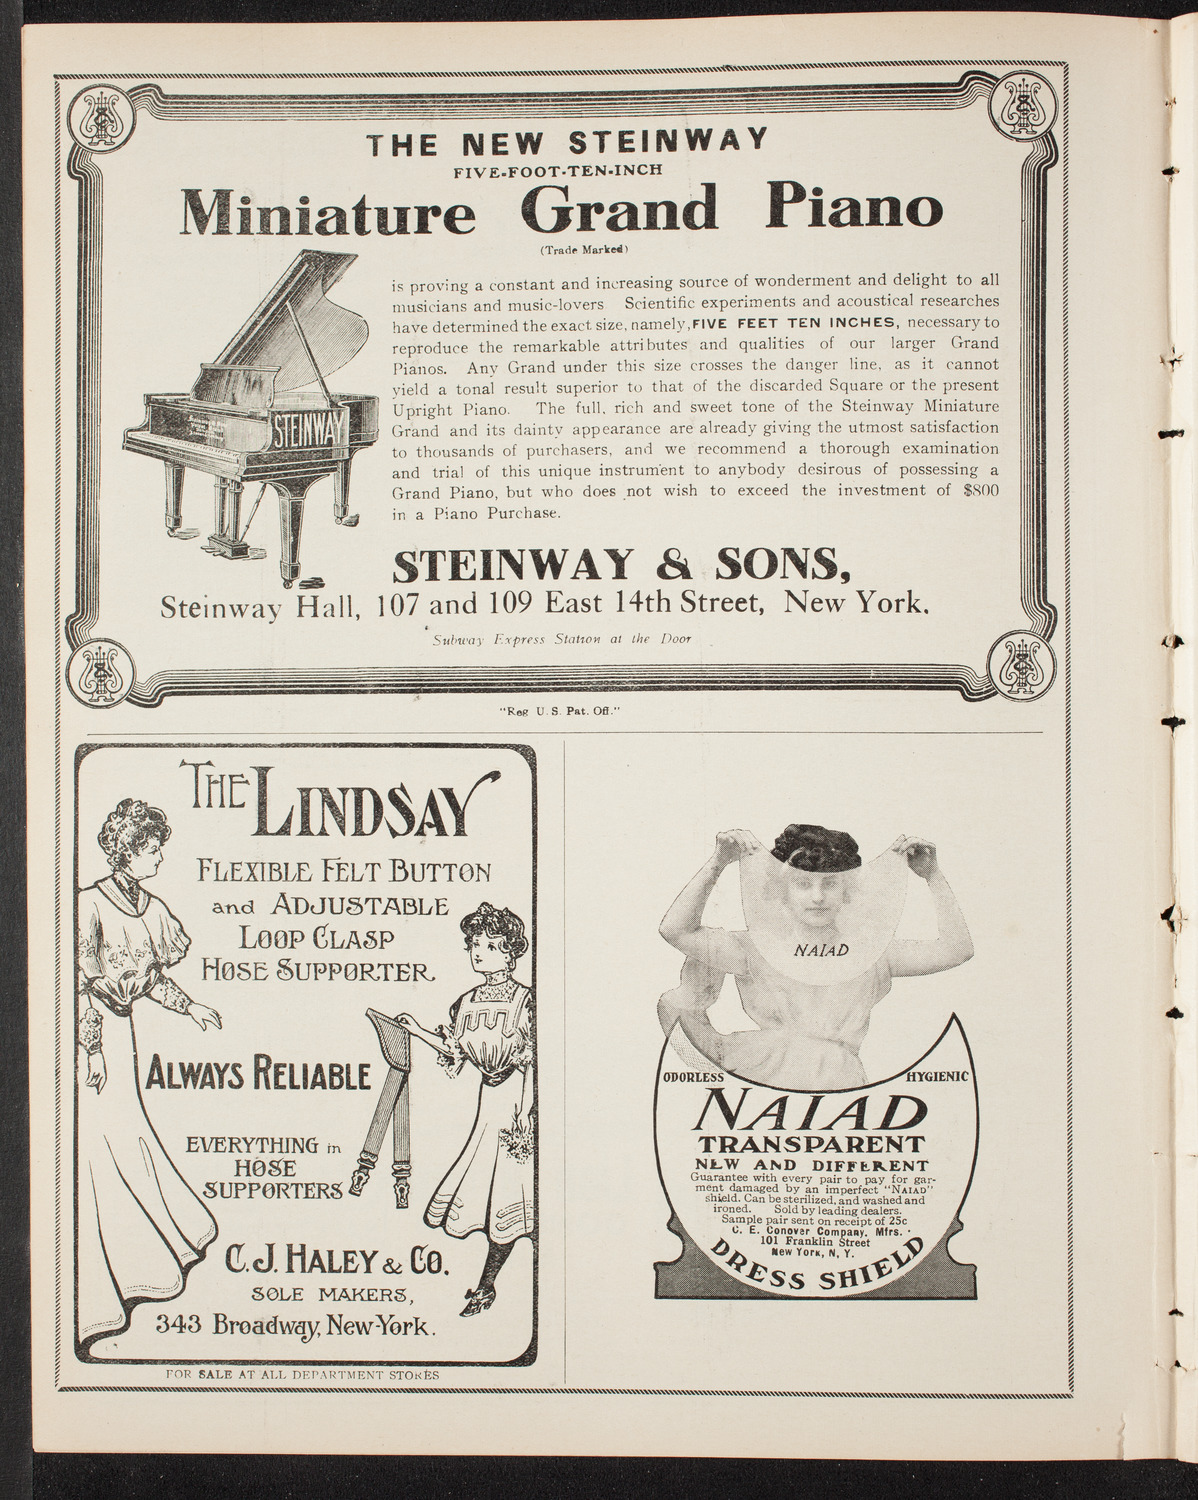 THE NEW STEINWAY
FIVE-FOOT-TEN-INCH
Miniature Grand Piano
(Trade Marked)
is proving a constant and increasing source of wonderment and delight to all
musicians and music-lovers Scientific experiments and acoustical researches
have determined the exact size, namely, FIVE FEET TEN INCHES, necessary to
reproduce the remarkable attributes and qualities of our larger Grand
Pianos. Any Grand under this size crosses the danger line, as it cannot
yield a tonal result superior to that of the discarded Square or the present
Upright Piano. The full, rich and sweet tone of the Steinway Miniature
Grand and its dainty appearance are already giving the utmost satisfaction
to thousands of purchasers, and we recommend a thorough examination
and trial of this unique instrument to anybody desirous of possessing a
Grand Piano, but who does not wish to exceed the investment of $800
in a Piano Purchase.
STEINWAY
STEINWAY & SONS,
Steinway Hall, 107 and 109 East 14th Street, New York.
Subway Express Station at the Door
"Reg U. S. Pat. Off."
THE LINDSAY
FLEXIBLE FELT BUTTON
and ADJUSTABLE
LOOP CLASP
HOSE SUPPORTER
ALWAYS RELIABLE
EVERYTHING in
HOSE
SUPPORTERS
C. J. HALEY & CO.
SOLE MAKERS,
343 Broadway, New-York.
FOR SALE AT ALL DEPARTMENT STORES
NAIAD
ODORLESS HYGIENIC
NAIAD
TRANSPARENT
NEW AND DIFFERENT
Guarantee with every pair to pay for gar-
ment damaged by an imperfect "NAIAD"
shield. Can be sterilized, and washed and
ironed. Sold by leading dealers.
Sample pair sent on receipt of 25c
C. E. Conover Company, Mfrs.
101 Franklin Street
New York, N. Y.
DRESS SHIELD